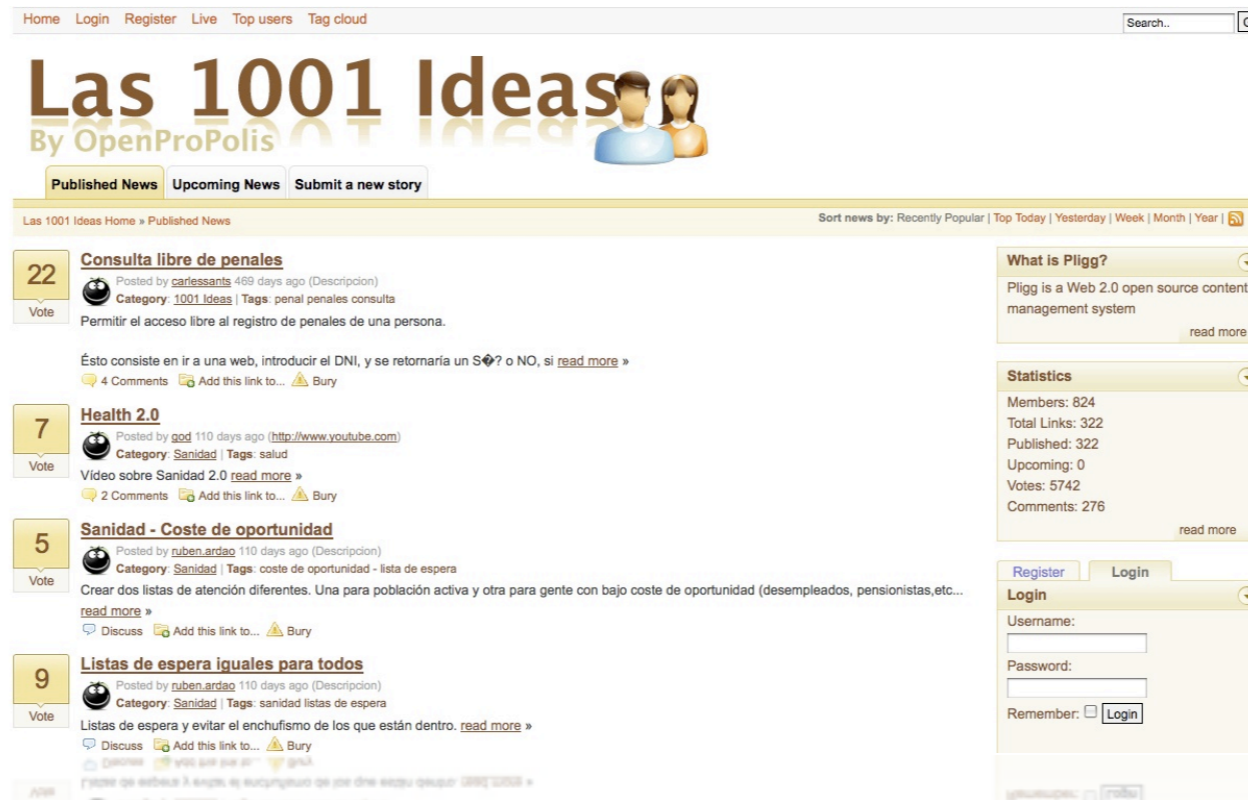 Home Login Register Live Top users Tag cloud
Search..
Las 1001 Ideas
By OpenProPolis
Published News Upcoming News Submit a new story
Las 1001 Ideas Home » Published News
Sort news by: Recently Popular | Top Today | Yesterday | Week | Month | Year |
22
Vote
Consulta libre de penales
Posted by carlessants 469 days ago (Descripcion)
Category: 1001 Ideas | Tags: penal penales consulta
Permitir el acceso libre al registro de penales de una persona.
Ésto consiste en ir a una web, introducir el DNI, y se retornaría un S�? o NO, si read more »
4 Comments Add this link to... Bury
7
Vote
Health 2.0
Posted by god 110 days ago (http://www.youtube.com)
Category: Sanidad | Tags: salud
Vídeo sobre Sanidad 2.0 read more »
2 Comments Add this link to... Bury
5
Vote
Sanidad - Coste de oportunidad
Posted by ruben.ardao 110 days ago (Descripcion)
Category: Sanidad | Tags: coste de oportunidad - lista de espera
Crear dos listas de atención diferentes. Una para población activa y otra para gente con bajo coste de oportunidad (desempleados, pensionistas,etc...
read more »
Discuss Add this link to... Bury
9
Vote
Listas de espera iguales para todos
Posted by ruben.ardao 110 days ago (Descripcion)
Category: Sanidad | Tags: sanidad listas de espera
Listas de espera y evitar el enchufismo de los que están dentro. read more »
Discuss Add this link to... Bury
What is Pligg?
Pligg is a Web 2.0 open source content
management system
read more
Statistics
Members: 824
Total Links: 322
Published: 322
Upcoming: 0
Votes: 5742
Comments: 276
read more
Register Login
Login
Username:
Password:
Remember: Login